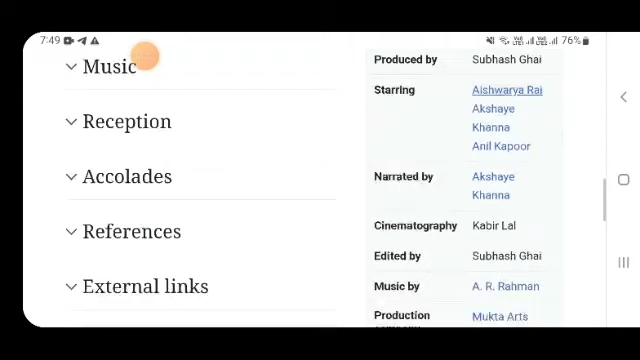 7:49
76%
Music
Reception
Accolades
References
External links
Produced by Subhash Ghai
Starring Aishwarya Rai
Akshaye
Khanna
Anil Kapoor
Narrated by Akshaye
Khanna
Cinematography Kabir Lal
Edited by Subhash Ghai
Music by A. R. Rahman
Production Mukta Arts